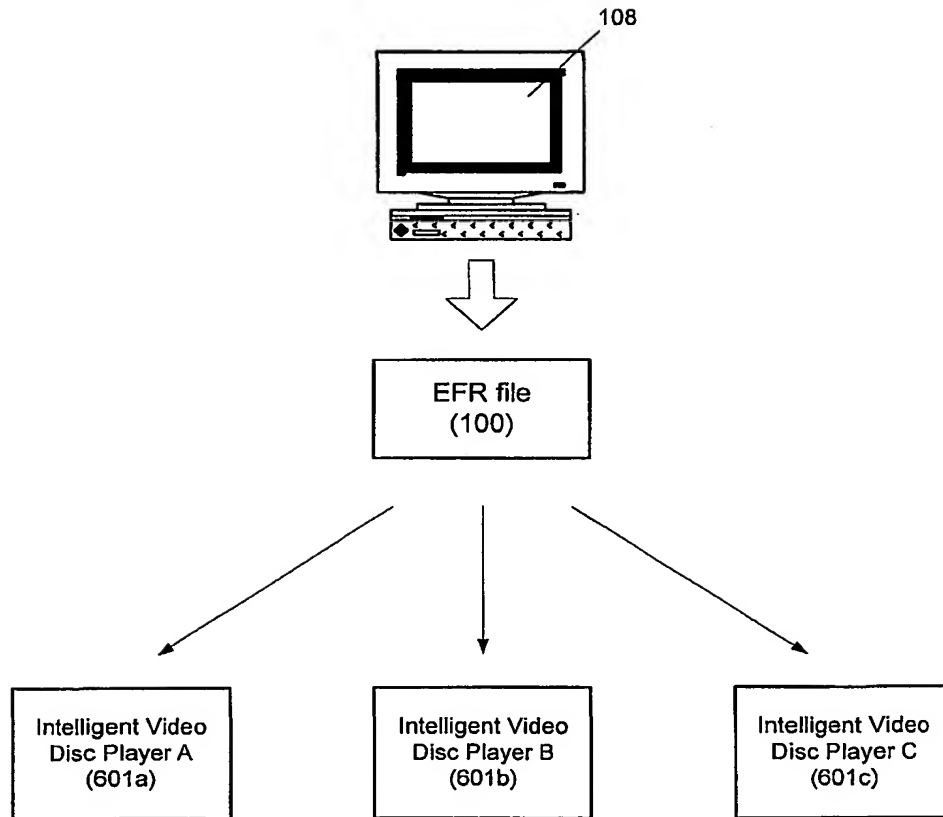 108
EFR file
(100)
Intelligent Video
Disc Player A
(601a)
Intelligent Video
Disc Player B
(601b)
Intelligent Video
Disc Player C
(601c)